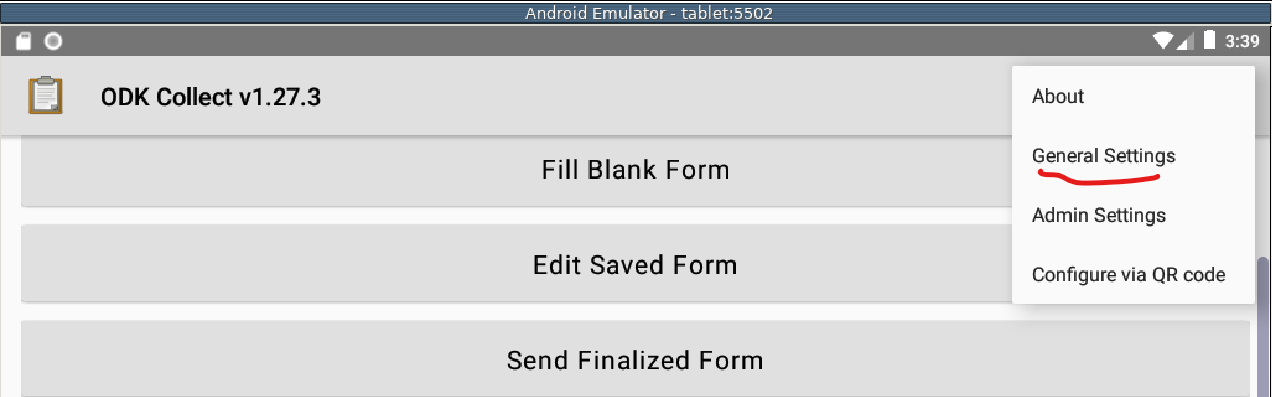 Android Emulator - tablet:5502
3:39
ODK Collect v1.27.3
About
General Settings
Admin Settings
Configure via QR code
Fill Blank Form
Edit Saved Form
Send Finalized Form